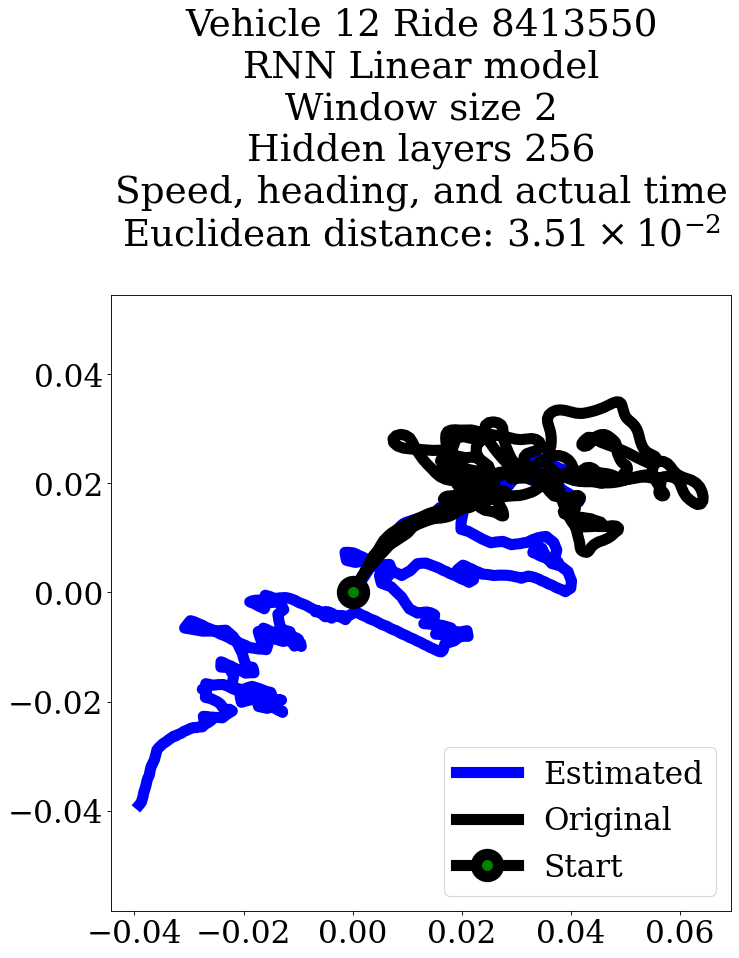 Vehicle 12 Ride 8413550
RNN Linear model
Window size 2
Hidden layers 256
Speed, heading, and actual time
Euclidean distance: 3.51 × 10⁻²
0.04
0.02
0.00
−0.02
−0.04
Estimated
Original
Start
−0.04 −0.02 0.00 0.02 0.04 0.06